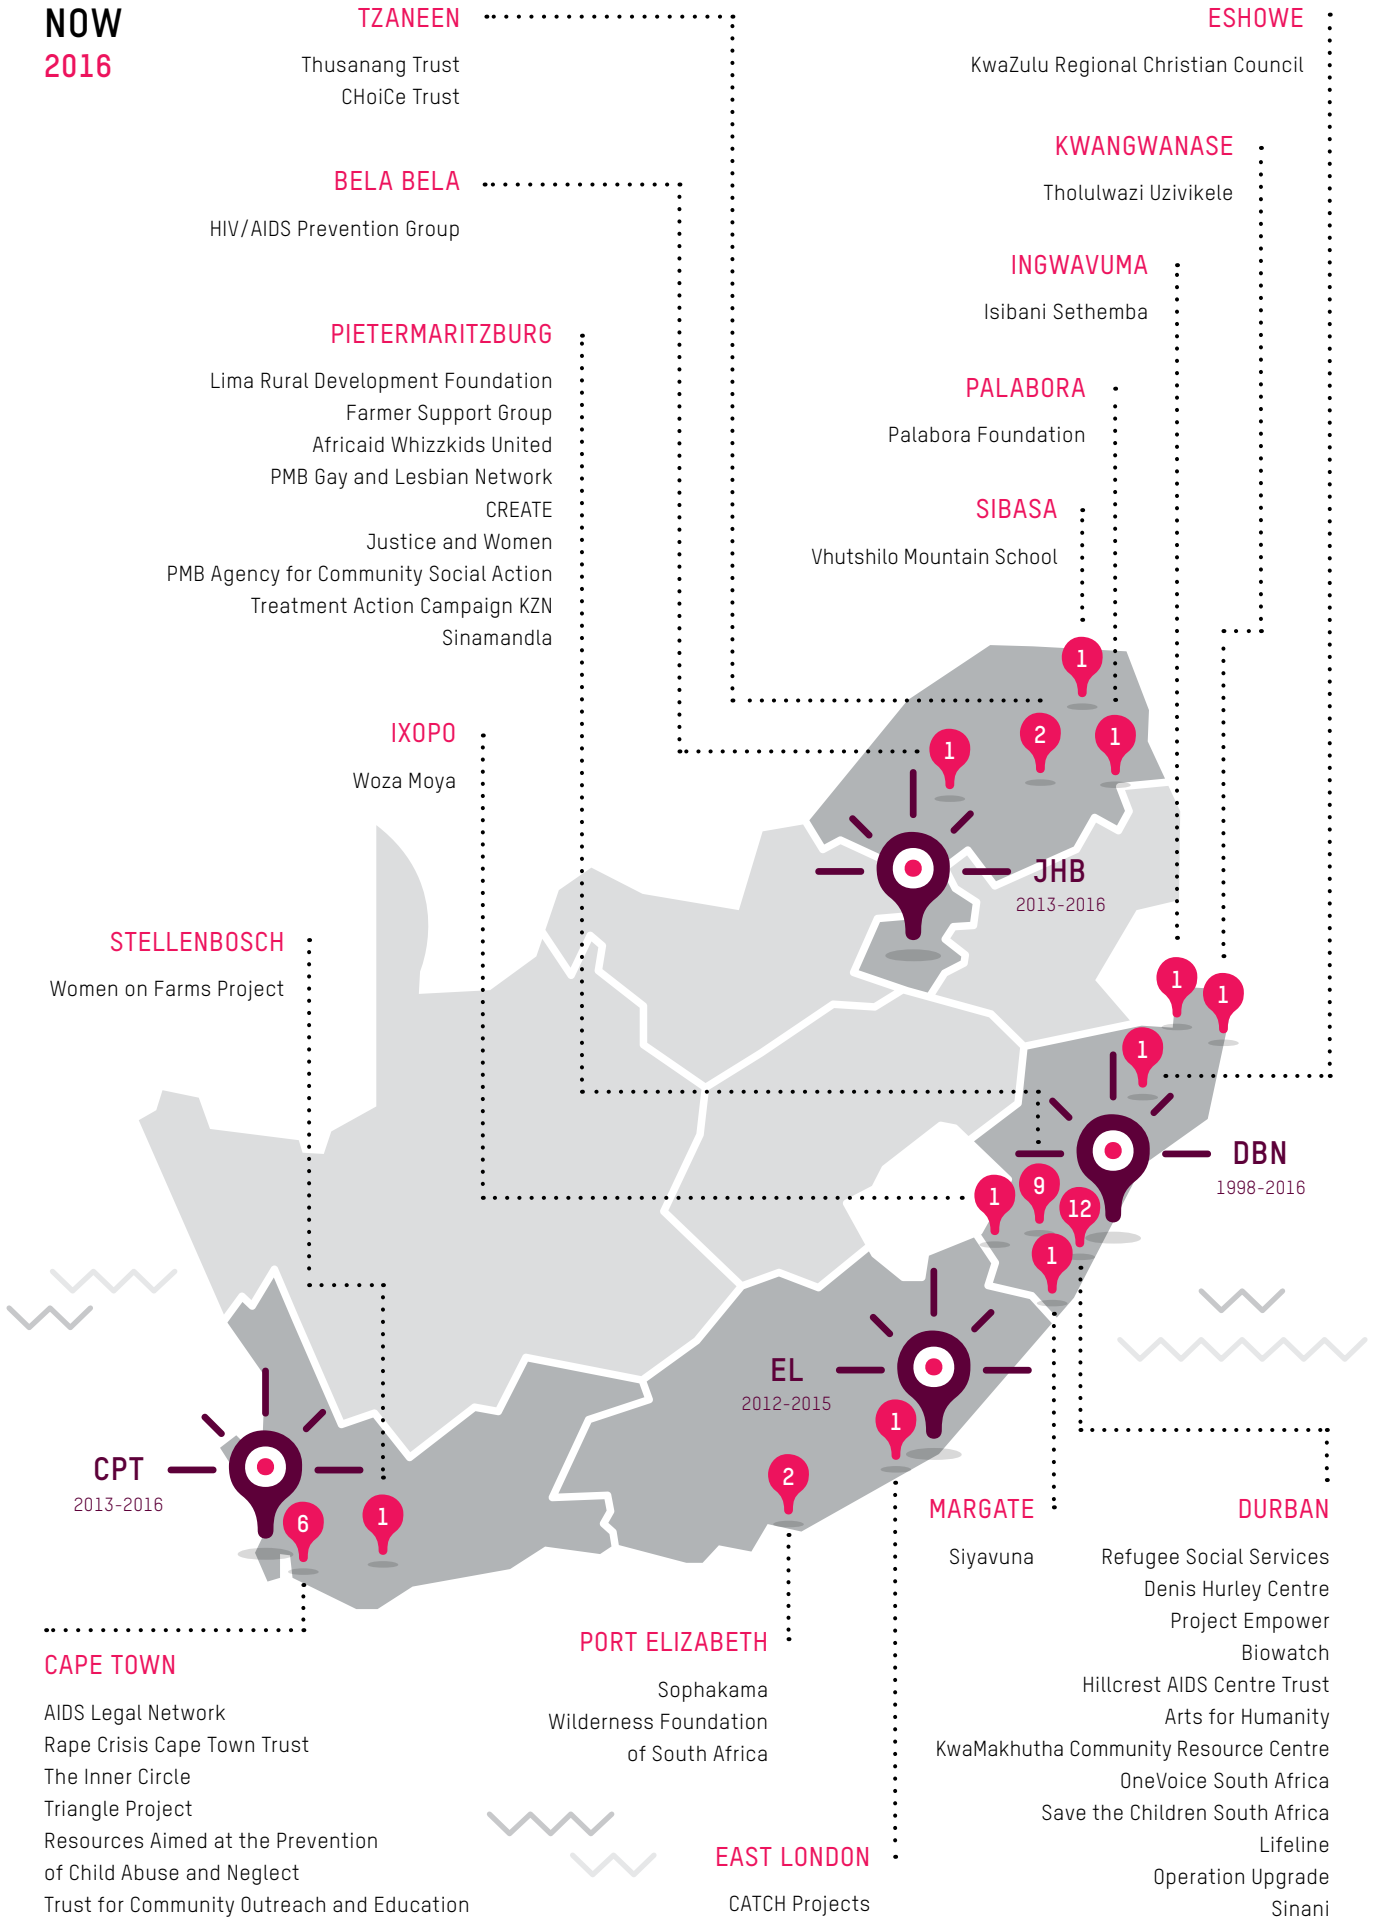 NOW
2016
TZANEEN
Thusanang Trust
CHoiCe Trust
ESHOWE
KwaZulu Regional Christian Council
KWANGWANASE
Tholulwazi Uzivikele
BELA BELA
HIV/AIDS Prevention Group
INGWAVUMA
Isibani Sethemba
PIETERMARITZBURG
Lima Rural Development Foundation
Farmer Support Group
Africaid Whizzkids United
PMB Gay and Lesbian Network
CREATE
Justice and Women
PMB Agency for Community Social Action
Treatment Action Campaign KZN
Sinamandla
PALABORA
Palabora Foundation
SIBASA
Vhutshilo Mountain School
1
2
1
1
IXOPO
Woza Moya
JHB
2013-2016
STELLENBOSCH
Women on Farms Project
1
1
1
DBN
1998-2016
1
9
12
1
EL
2012-2015
1
2
CPT
2013-2016
6
1
MARGATE
Siyavuna
DURBAN
Refugee Social Services
Denis Hurley Centre
Project Empower
Biowatch
Hillcrest AIDS Centre Trust
Arts for Humanity
KwaMakhutha Community Resource Centre
OneVoice South Africa
Save the Children South Africa
Lifeline
Operation Upgrade
Sinani
PORT ELIZABETH
Sophakama
Wilderness Foundation
of South Africa
CAPE TOWN
AIDS Legal Network
Rape Crisis Cape Town Trust
The Inner Circle
Triangle Project
Resources Aimed at the Prevention
of Child Abuse and Neglect
Trust for Community Outreach and Education
EAST LONDON
CATCH Projects